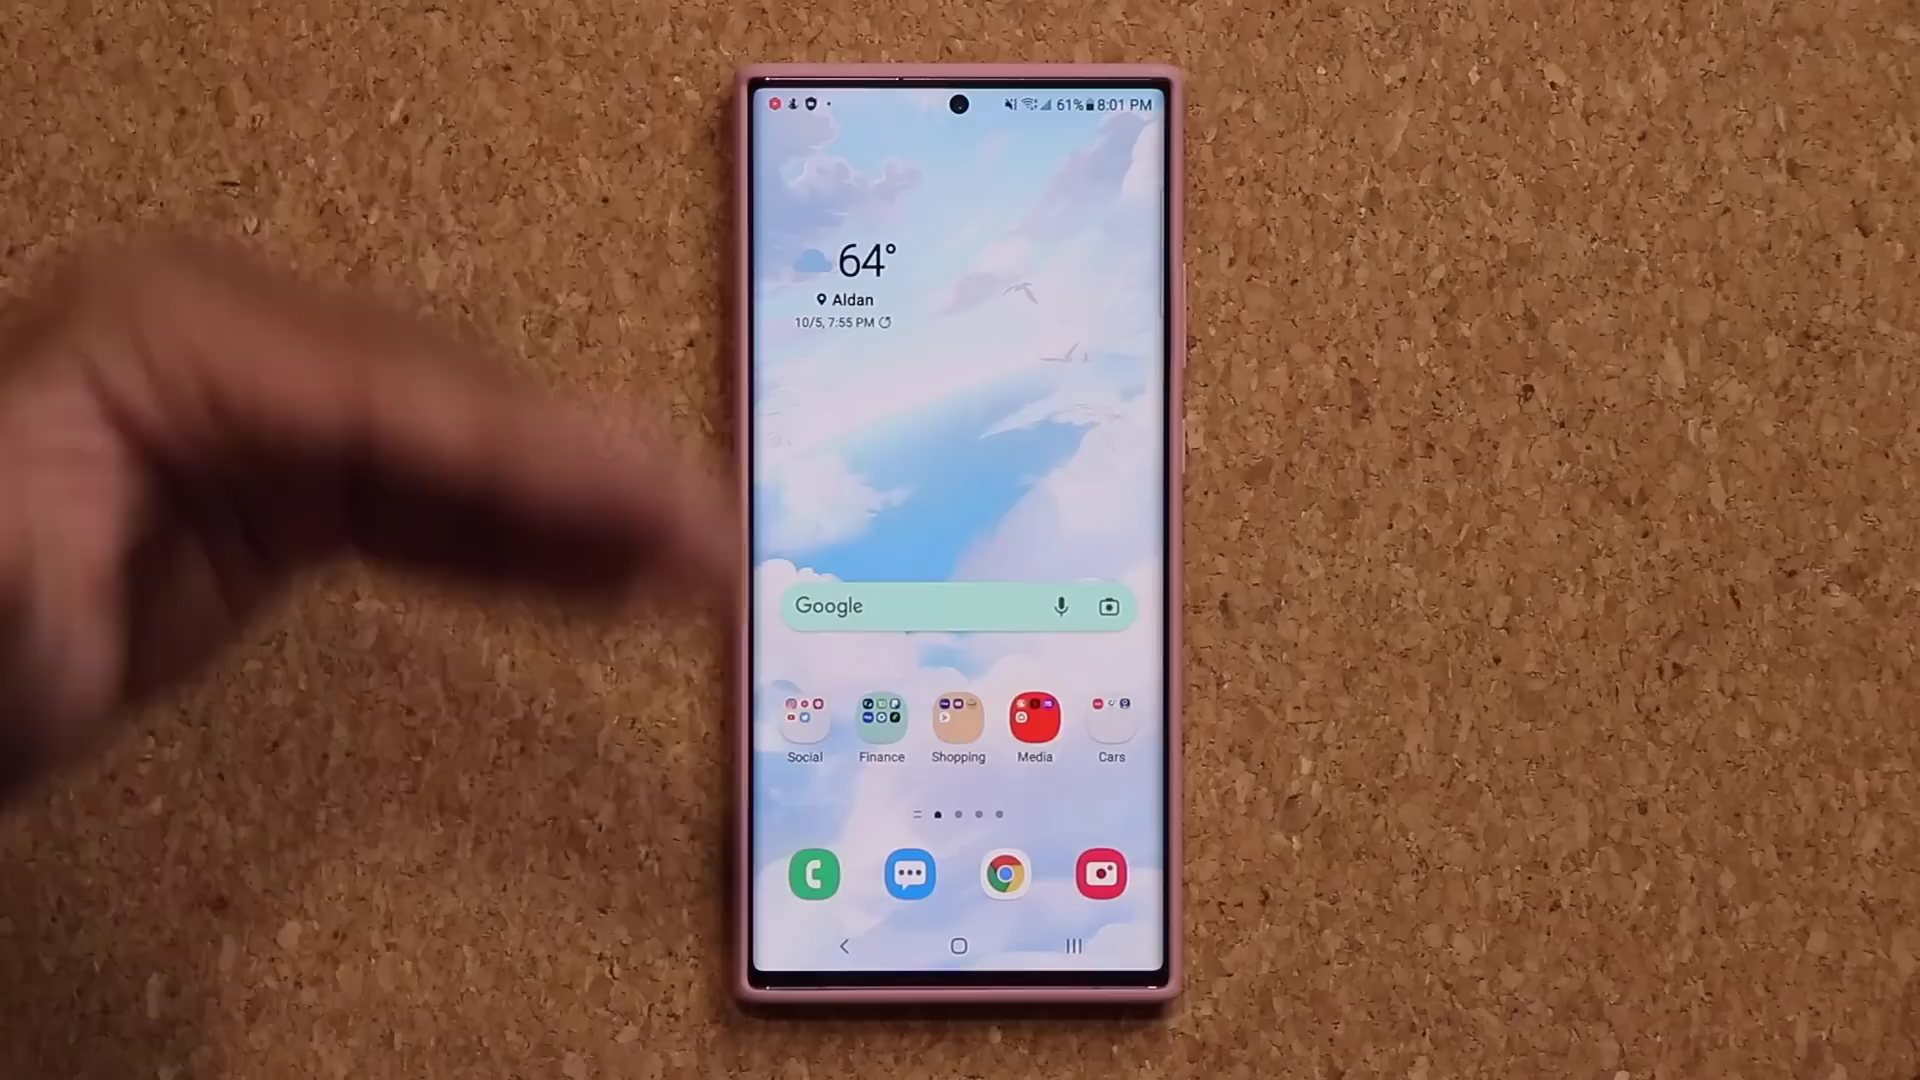 61% 8:01 PM
64°
Aldan
10/5, 7:55 PM
Google
Social Finance Shopping Media Cars